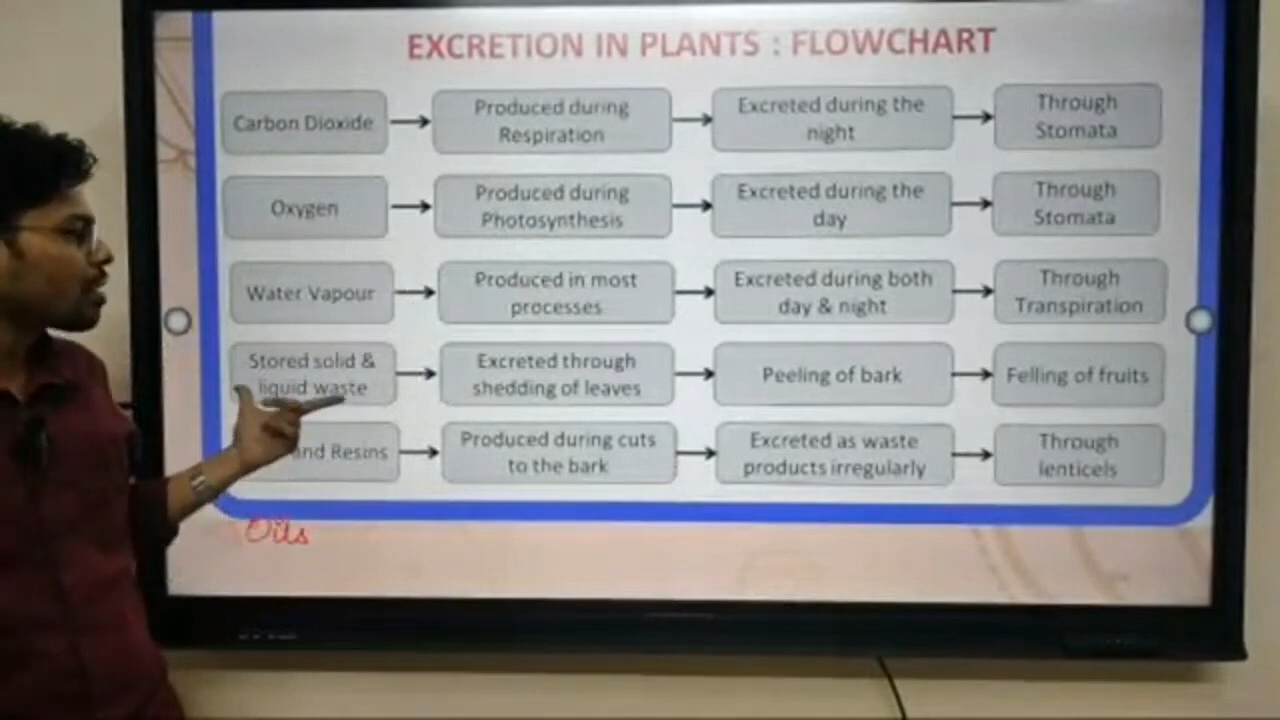 EXCRETION IN PLANTS : FLOWCHART
Carbon Dioxide
Produced during
Respiration
Excreted during the
night
Through
Stomata
Oxygen
Produced during
Photosynthesis
Excreted during the
day
Through
Stomata
Water Vapour
Produced in most
processes
Excreted during both
day & night
Through
Transpiration
Stored solid &
liquid waste
Excreted through
shedding of leaves
Peeling of bark
Felling of fruits
and Resins
Produced during cuts
to the bark
Excreted as waste
products irregularly
Through
lenticels
Oils